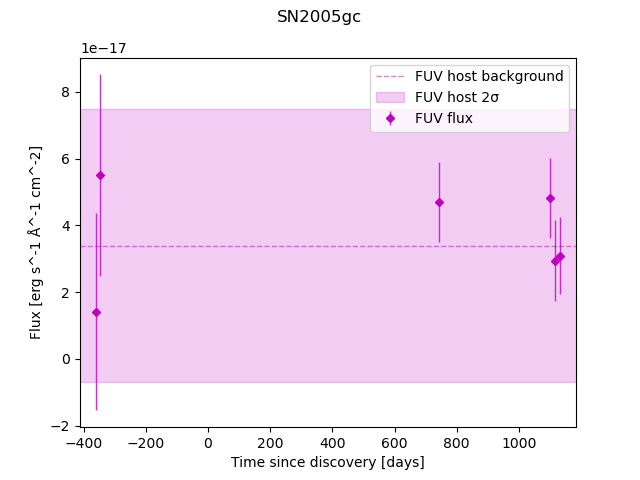 SN2005gc
1e−17
FUV host background
FUV host 2σ
FUV flux
8
6
4
2
0
−2
Flux [erg s^-1 Å^-1 cm^-2]
−400 −200 0 200 400 600 800 1000
Time since discovery [days]